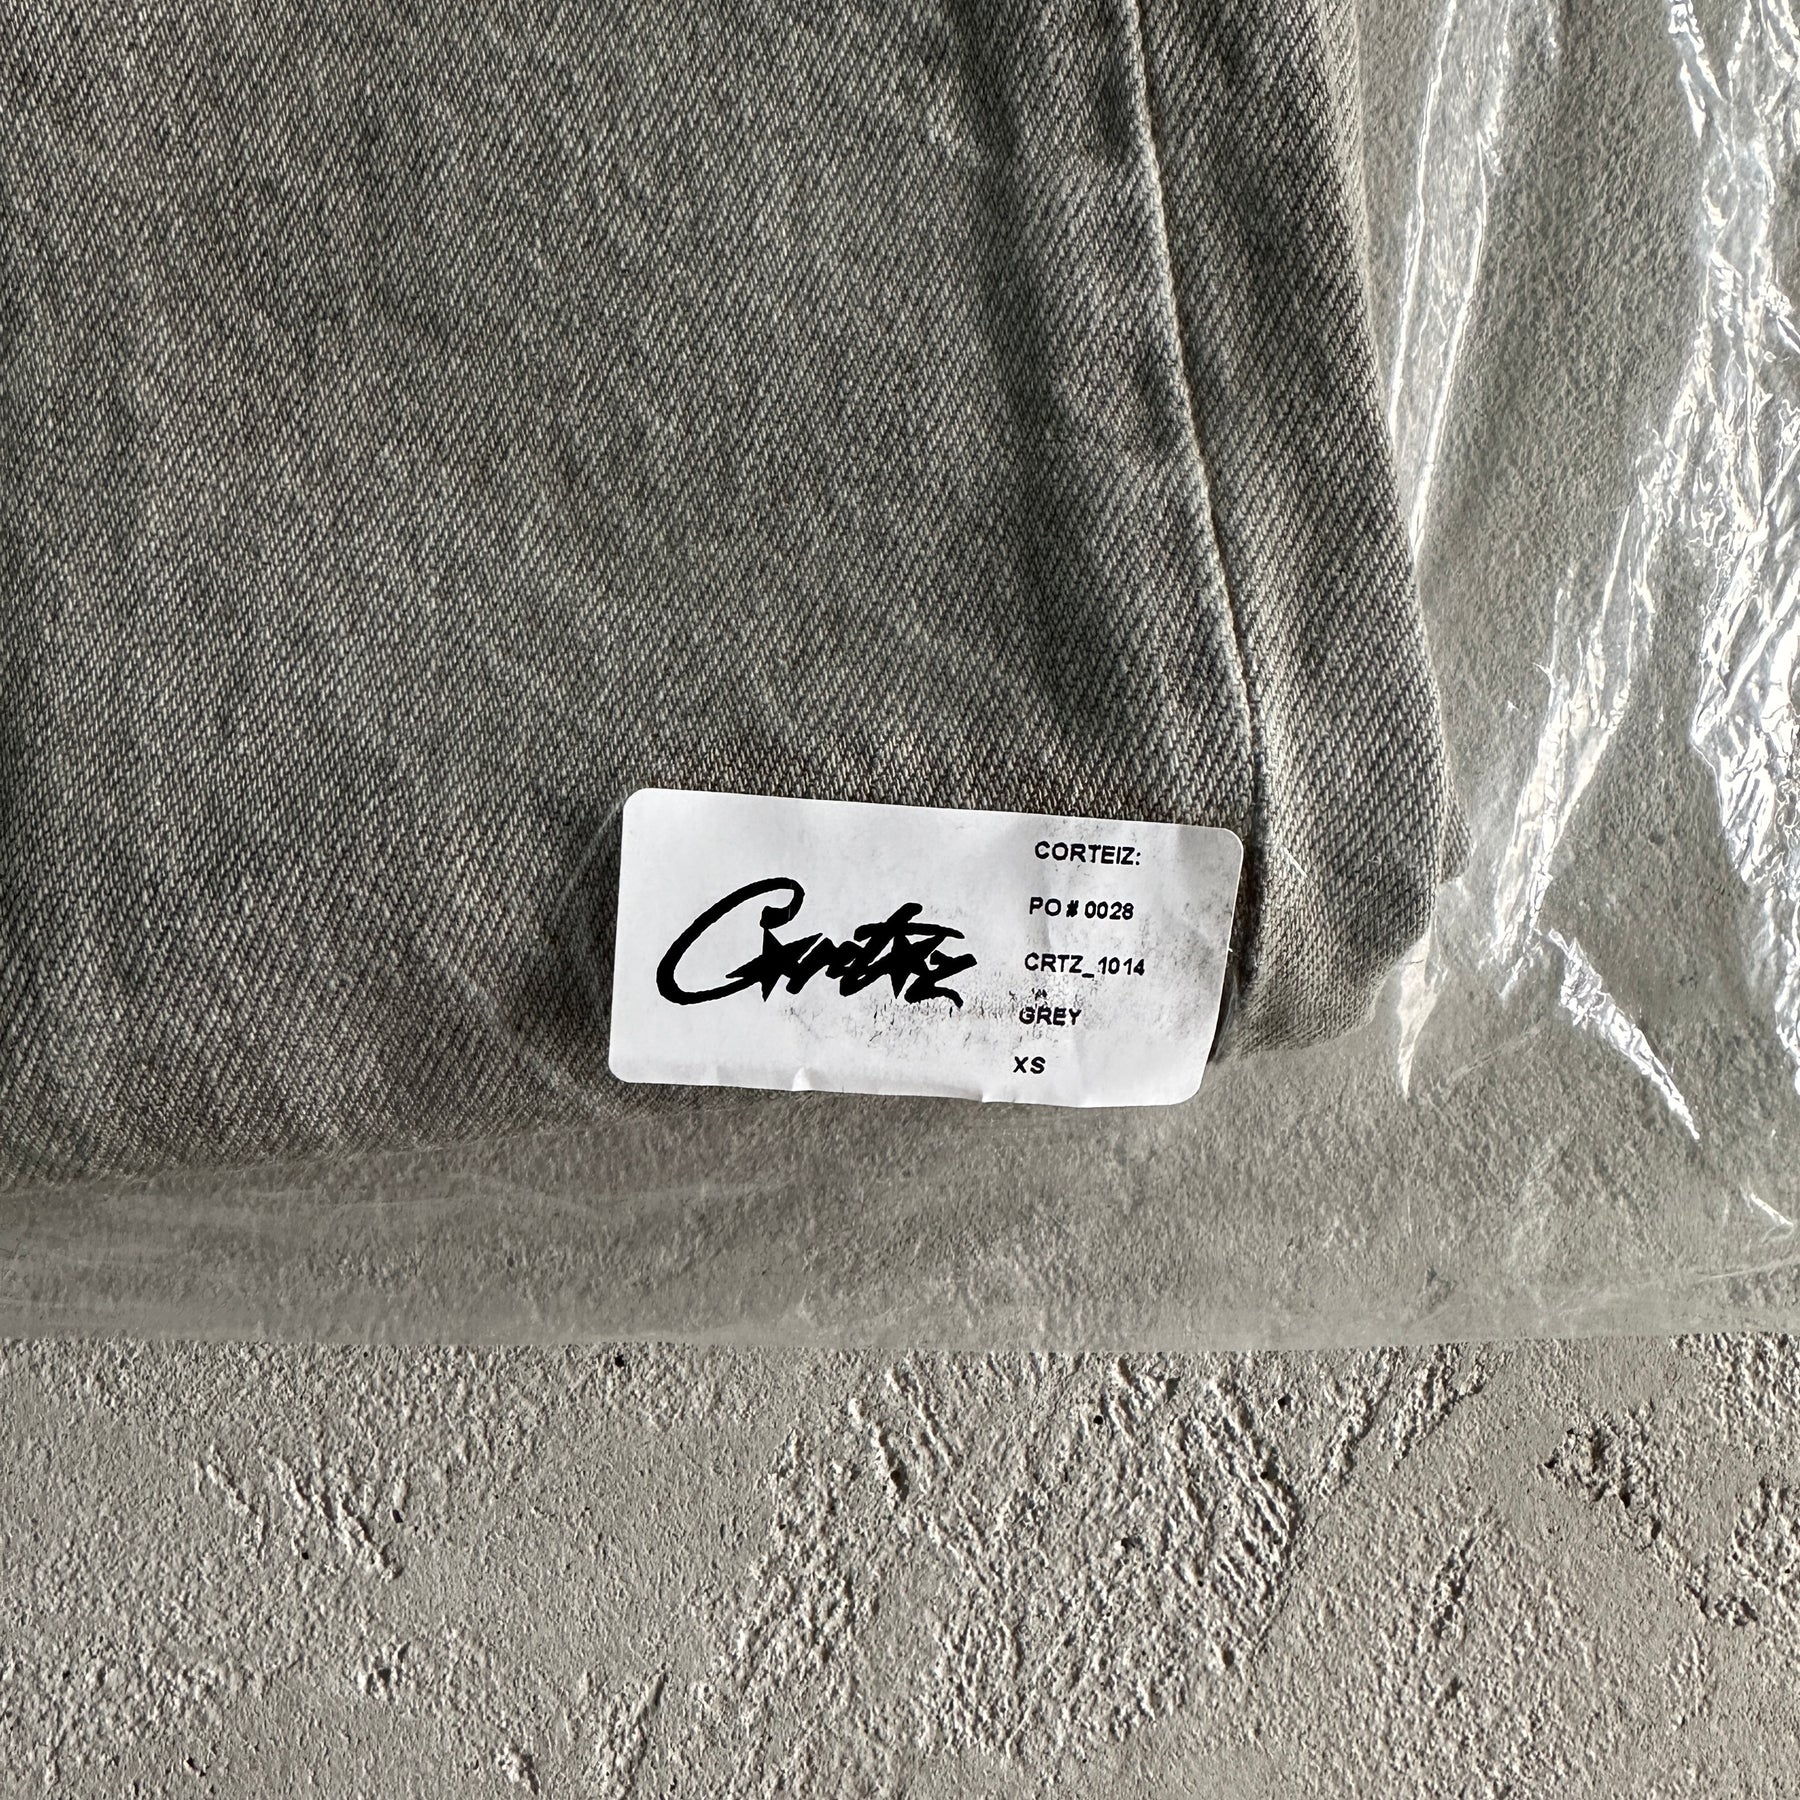 Crtz
CORTEIZ:
PO # 0028
CRTZ_1014
GREY
XS